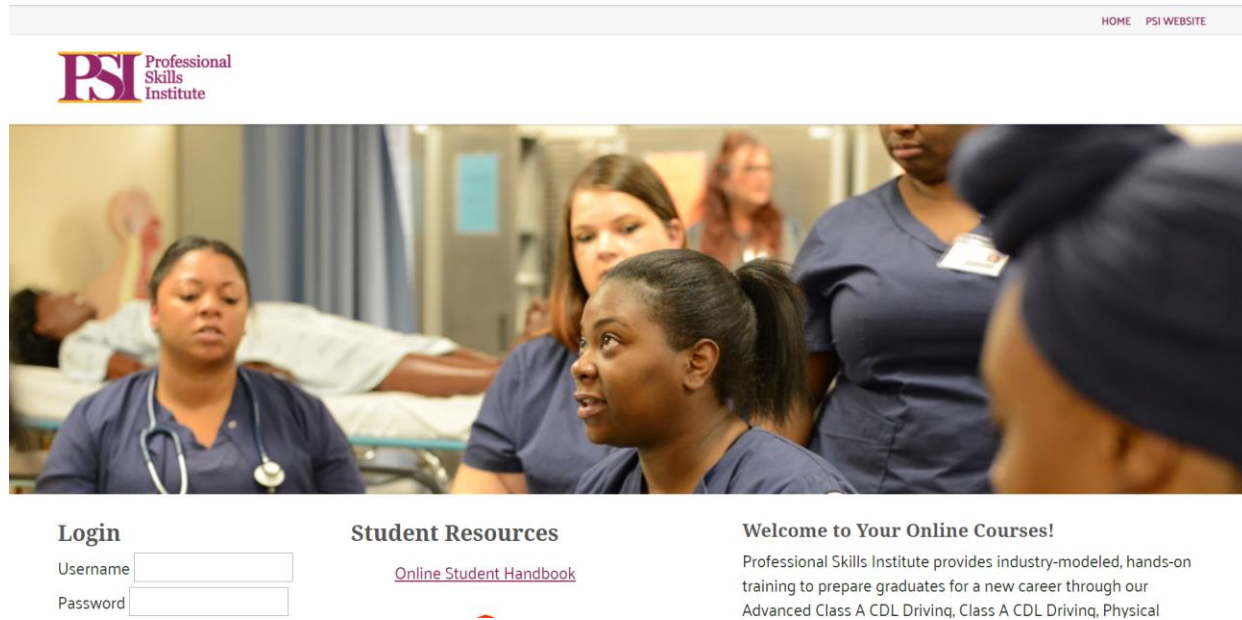 HOME PSI WEBSITE
PSI
Professional
Skills
Institute
Login
Username
Password
Student Resources
Online Student Handbook
Welcome to Your Online Courses!
Professional Skills Institute provides industry-modeled, hands-on
training to prepare graduates for a new career through our
Advanced Class A CDL Driving, Class A CDL Driving, Physical